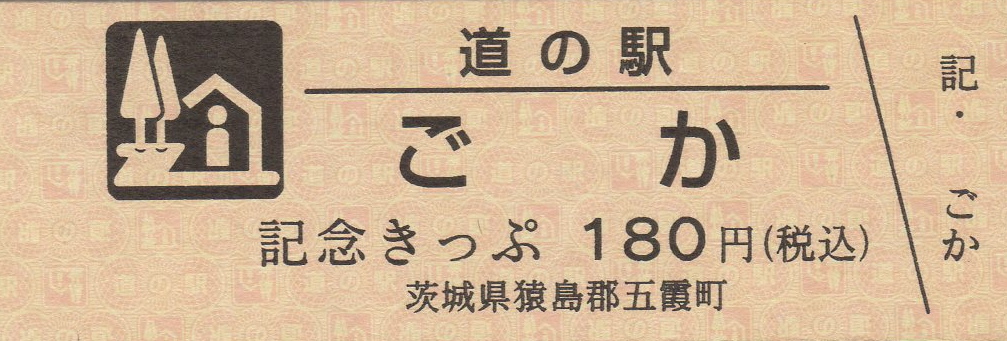 道の駅
ごか
記念きっぷ 180円(税込)
茨城県猿島郡五霞町
記・ごか